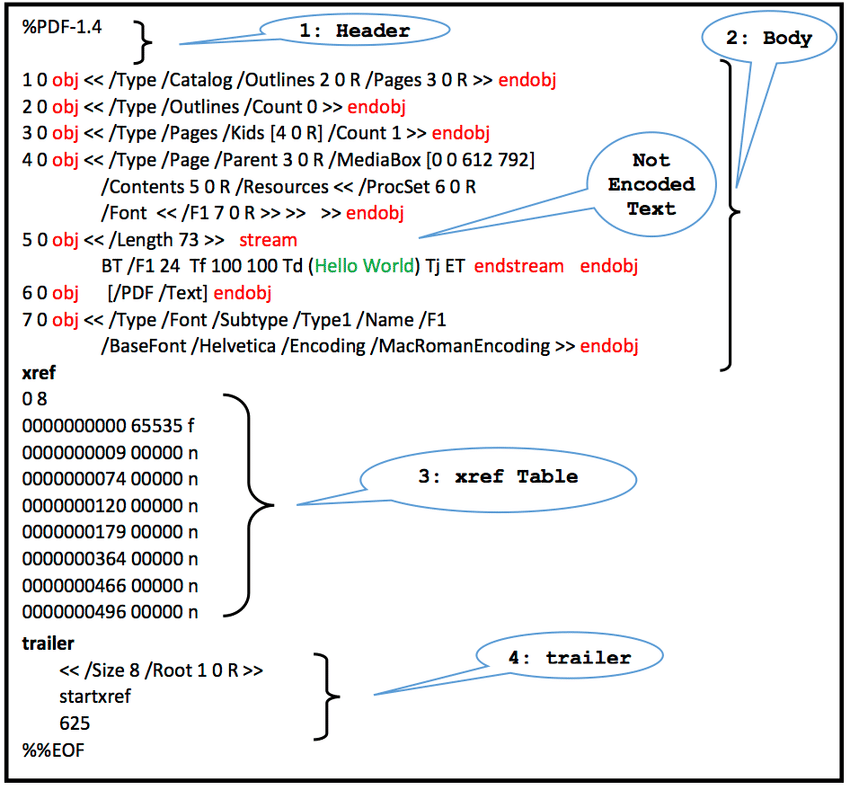 %PDF-1.4
1: Header
2: Body
1 0 obj << /Type /Catalog /Outlines 2 0 R /Pages 3 0 R >> endobj
2 0 obj << /Type /Outlines /Count 0 >> endobj
3 0 obj << /Type /Pages /Kids [4 0 R] /Count 1 >> endobj
4 0 obj << /Type /Page /Parent 3 0 R /MediaBox [0 0 612 792]
/Contents 5 0 R /Resources << /ProcSet 6 0 R
/Font << /F1 7 0 R >> >> >> endobj
Not
Encoded
Text
5 0 obj << /Length 73 >> stream
BT /F1 24 Tf 100 100 Td (Hello World) Tj ET endstream endobj
6 0 obj [/PDF /Text] endobj
7 0 obj << /Type /Font /Subtype /Type1 /Name /F1
/BaseFont /Helvetica /Encoding /MacRomanEncoding >> endobj
xref
0 8
0000000000 65535 f
0000000009 00000 n
0000000074 00000 n
0000000120 00000 n
0000000179 00000 n
0000000364 00000 n
0000000466 00000 n
0000000496 00000 n
3: xref Table
trailer
<< /Size 8 /Root 1 0 R >>
startxref
625
%%EOF
4: trailer